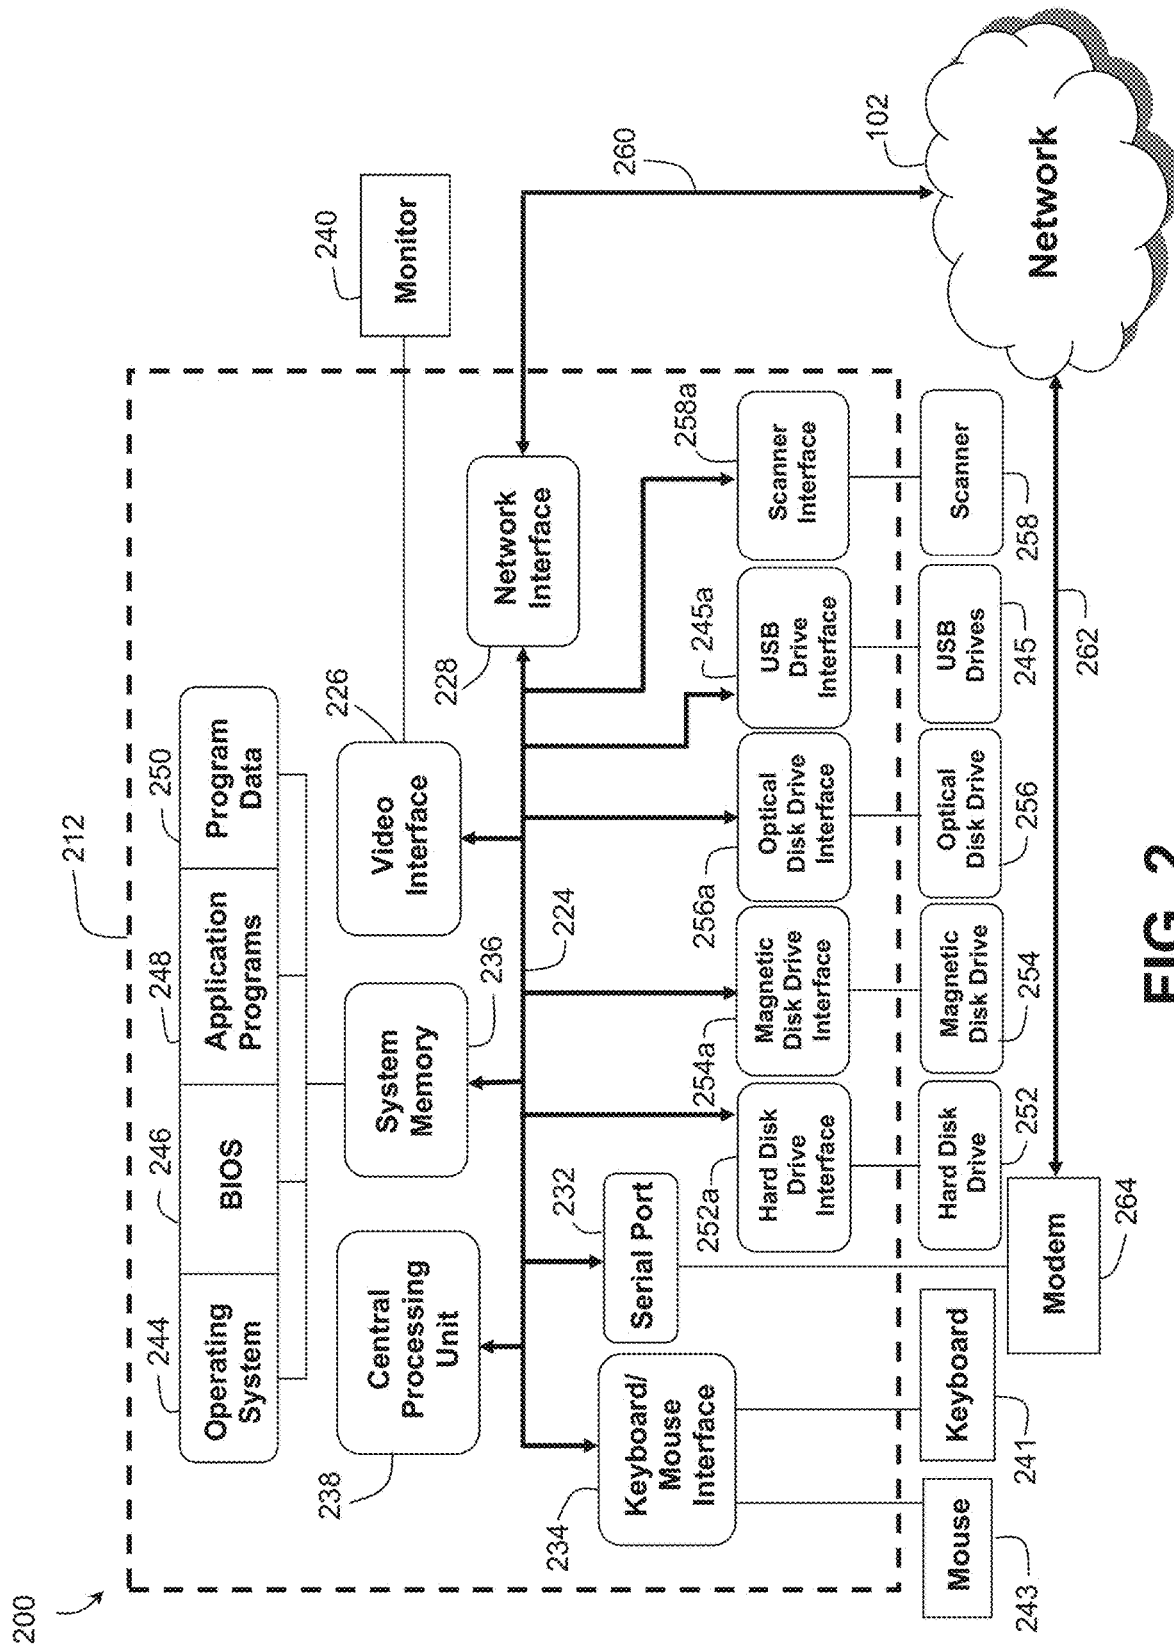 200
212
244
246
248
250
Operating
System
BIOS
Application
Programs
Program
Data
240
Monitor
238
Central
Processing
Unit
System
Memory
236
Video
Interface
226
228
Network
Interface
224
260
102
Network
234
Keyboard/
Mouse
Interface
232
Serial Port
252a
Hard Disk
Drive
Interface
254a
Magnetic
Disk Drive
Interface
256a
Optical
Disk Drive
Interface
245a
USB
Drive
Interface
258a
Scanner
Interface
Mouse
243
Keyboard
241
Modem
264
Hard Disk
Drive
252
Magnetic
Disk Drive
254
Optical
Disk Drive
256
USB
Drives
245
Scanner
258
262
FIG. 2